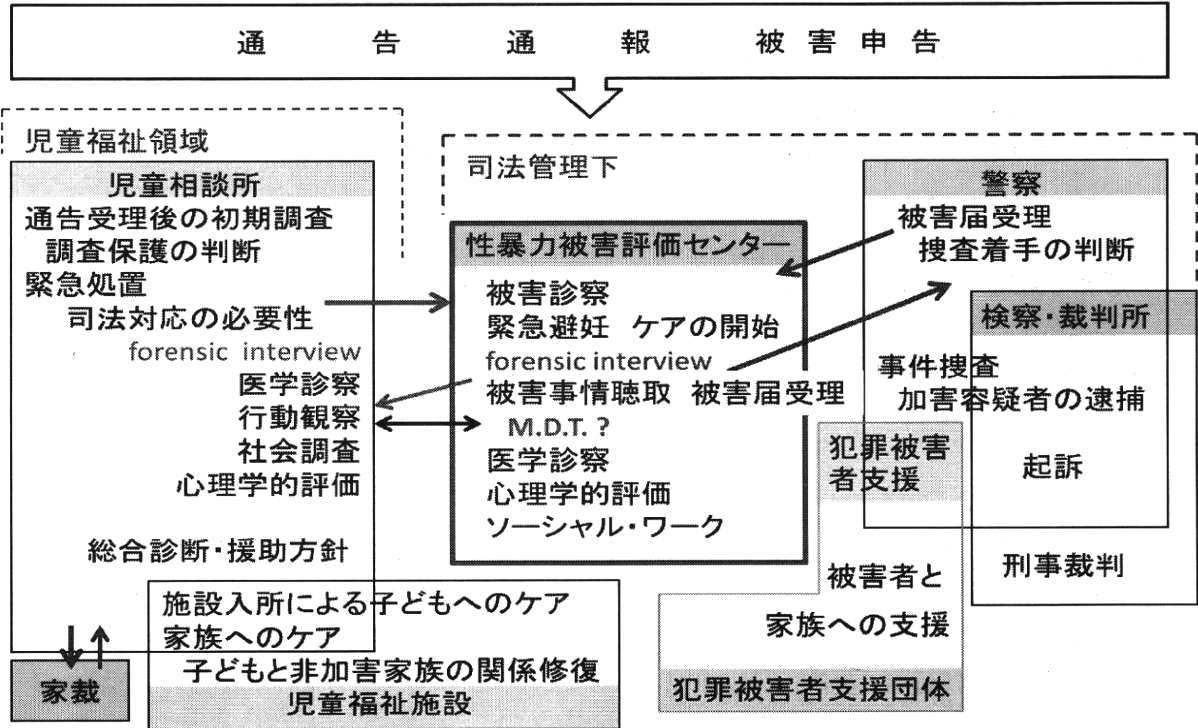 通告通報 被害申告
児童福祉領域
児童相談所
通告受理後の初期調査
調査保護の判断
緊急処置
司法対応の必要性
forensic interview
医学診察
行動観察
社会調査
心理学的評価
総合診断・援助方針
家裁
施設入所による子どもへのケア
家族へのケア
子どもと非加害家族の関係修復
児童福祉施設
司法管理下
性暴力被害評価センター
被害診察
緊急避妊 ケアの開始
forensic interview
被害事情聴取 被害届受理
M.D.T. ?
医学診察
心理学的評価
ソーシャル・ワーク
警察
被害届受理
捜査着手の判断
検察・裁判所
事件捜査
加害容疑者の逮捕
起訴
刑事裁判
犯罪被害
者支援
被害者と
家族への支援
犯罪被害者支援団体